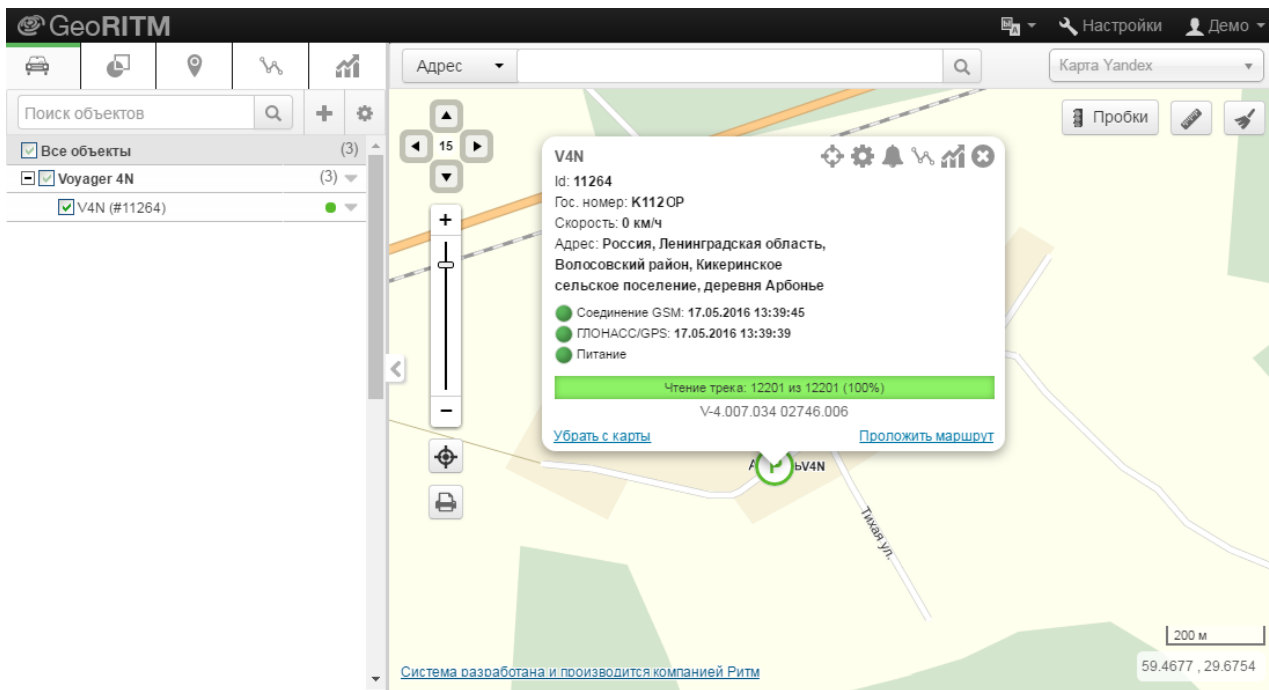 GeoRITM
Настройки
Демо
Адрес
Карта Yandex
Поиск объектов
Пробки
Все объекты (3)
Voyager 4N (3)
V4N (#11264)
15
V4N
Id: 11264
Гос. номер: К112ОР
Скорость: 0 км/ч
Адрес: Россия, Ленинградская область,
Волосовский район, Кикеринское
сельское поселение, деревня Арбонье
Соединение GSM: 17.05.2016 13:39:45
ГЛОНАСС/GPS: 17.05.2016 13:39:39
Питание
Чтение трека: 12201 из 12201 (100%)
V-4.007.034 02746.006
Убрать с карты
Проложить маршрут
P
V4N
Тихая ул.
200 м
59.4677 , 29.6754
Система разработана и производится компанией Ритм